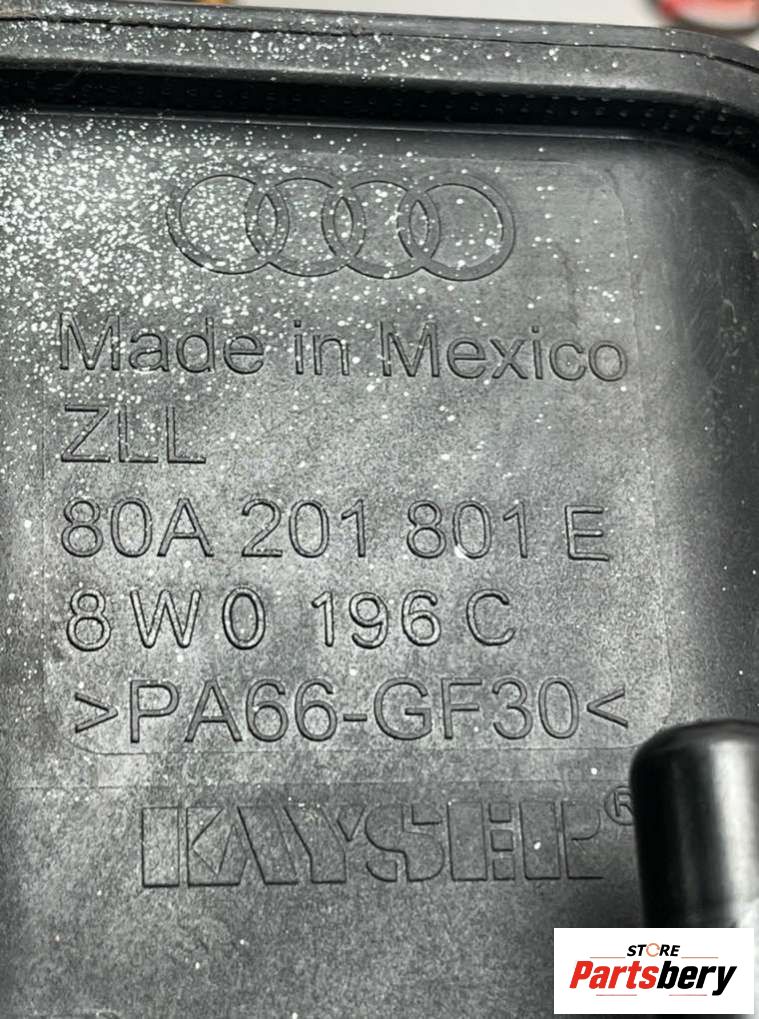 Made in Mexico
ZLL
80A 201 801 E
8W0 196 C
>PA66-GF30<
KAYSER®
STORE
Partsbery